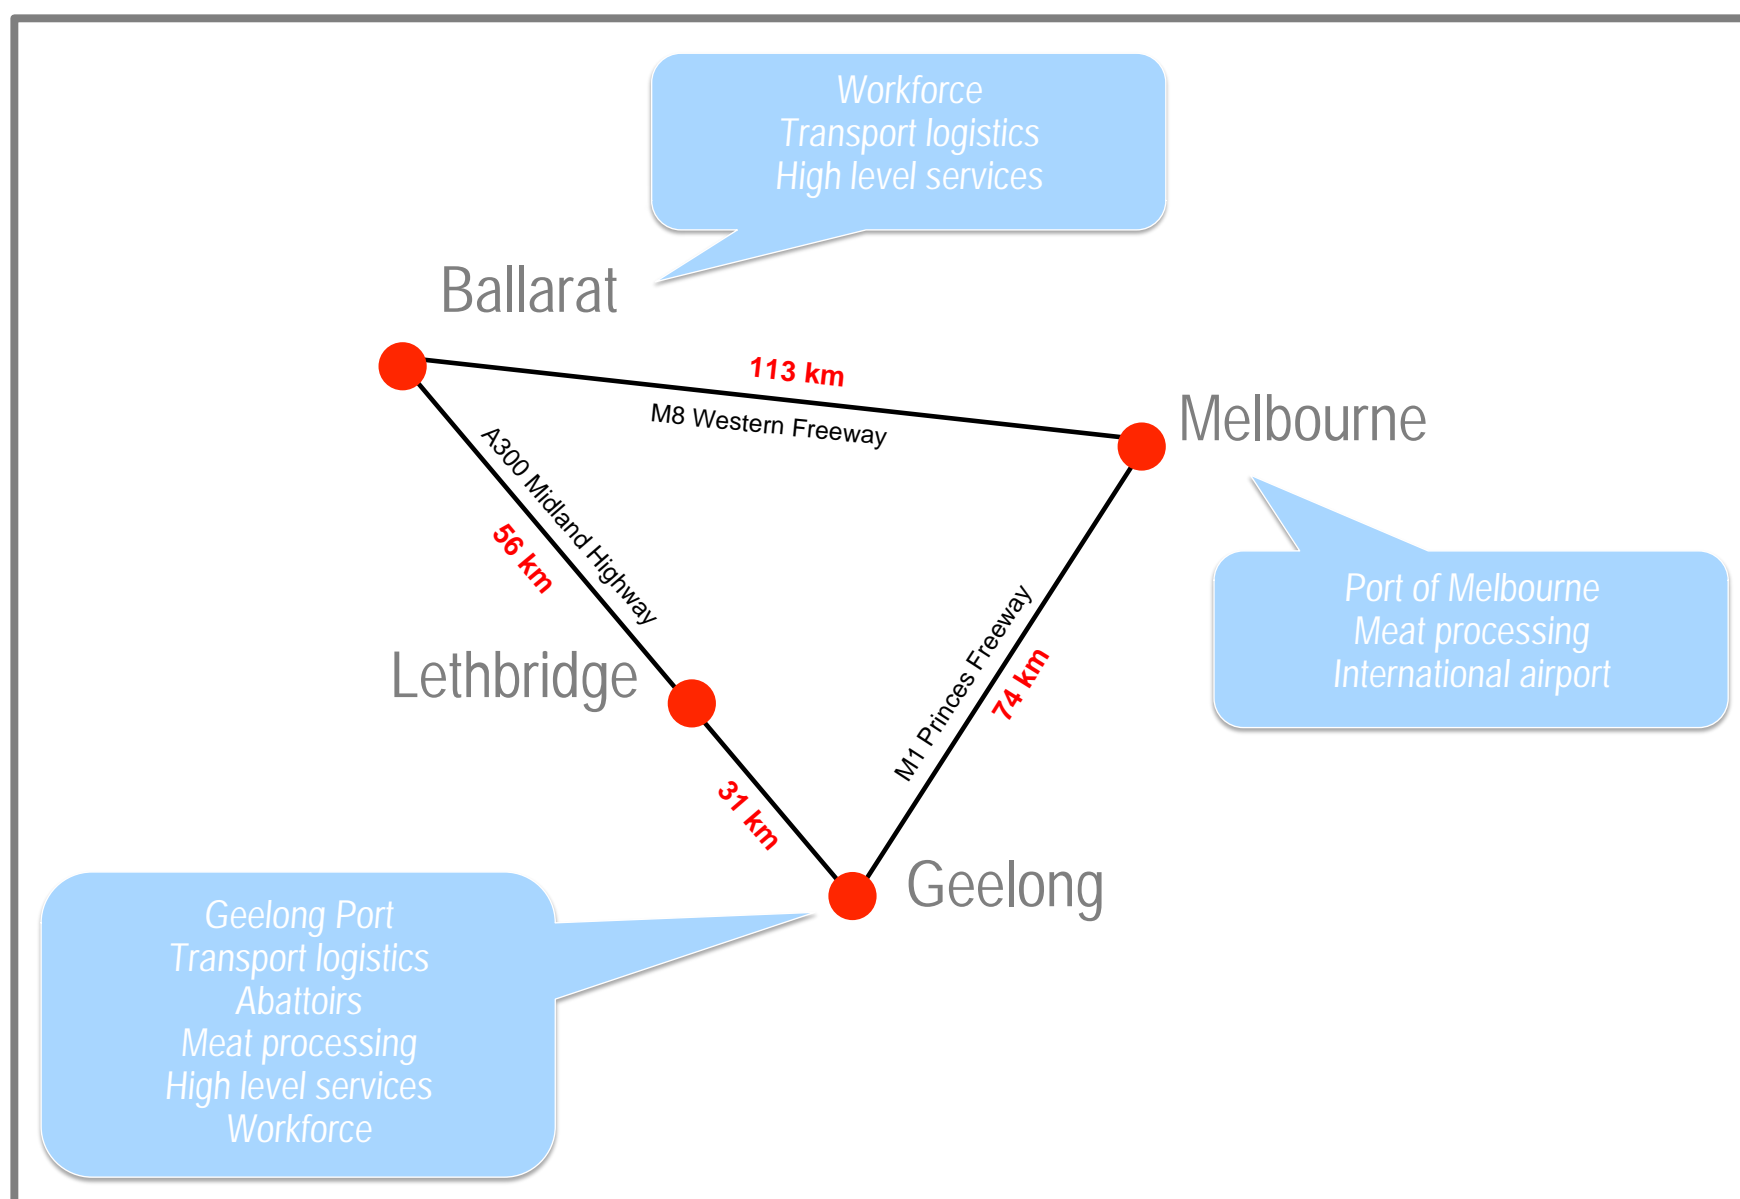 Workforce
Transport logistics
High level services
Ballarat
113 km
M8 Western Freeway
Melbourne
A300 Midland Highway
56 km
Port of Melbourne
Meat processing
International airport
Lethbridge
M1 Princes Freeway
74 km
31 km
Geelong
Geelong Port
Transport logistics
Abattoirs
Meat processing
High level services
Workforce